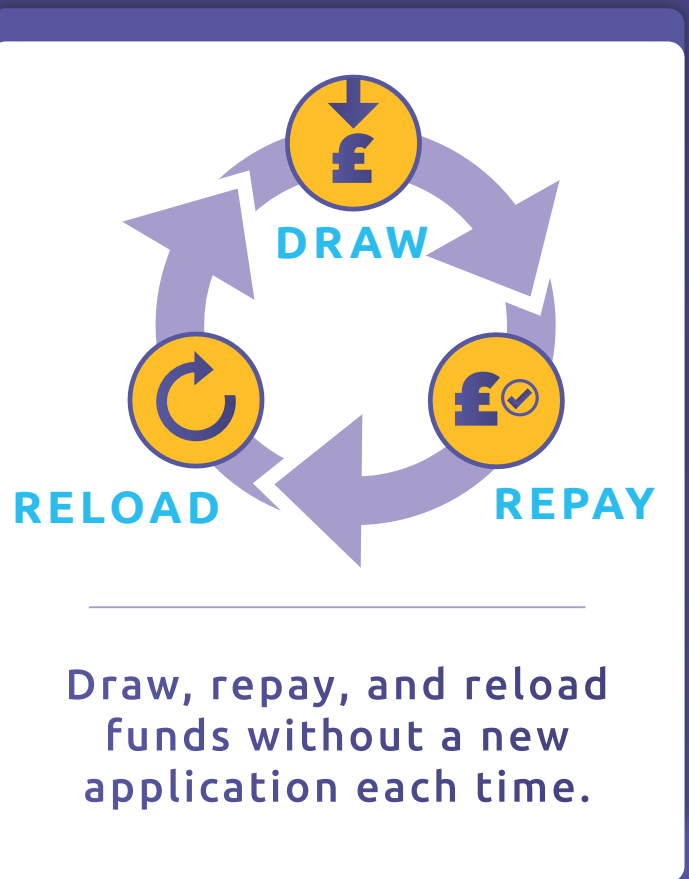 £
DRAW
£
RELOAD
REPAY
Draw, repay, and reload
funds without a new
application each time.